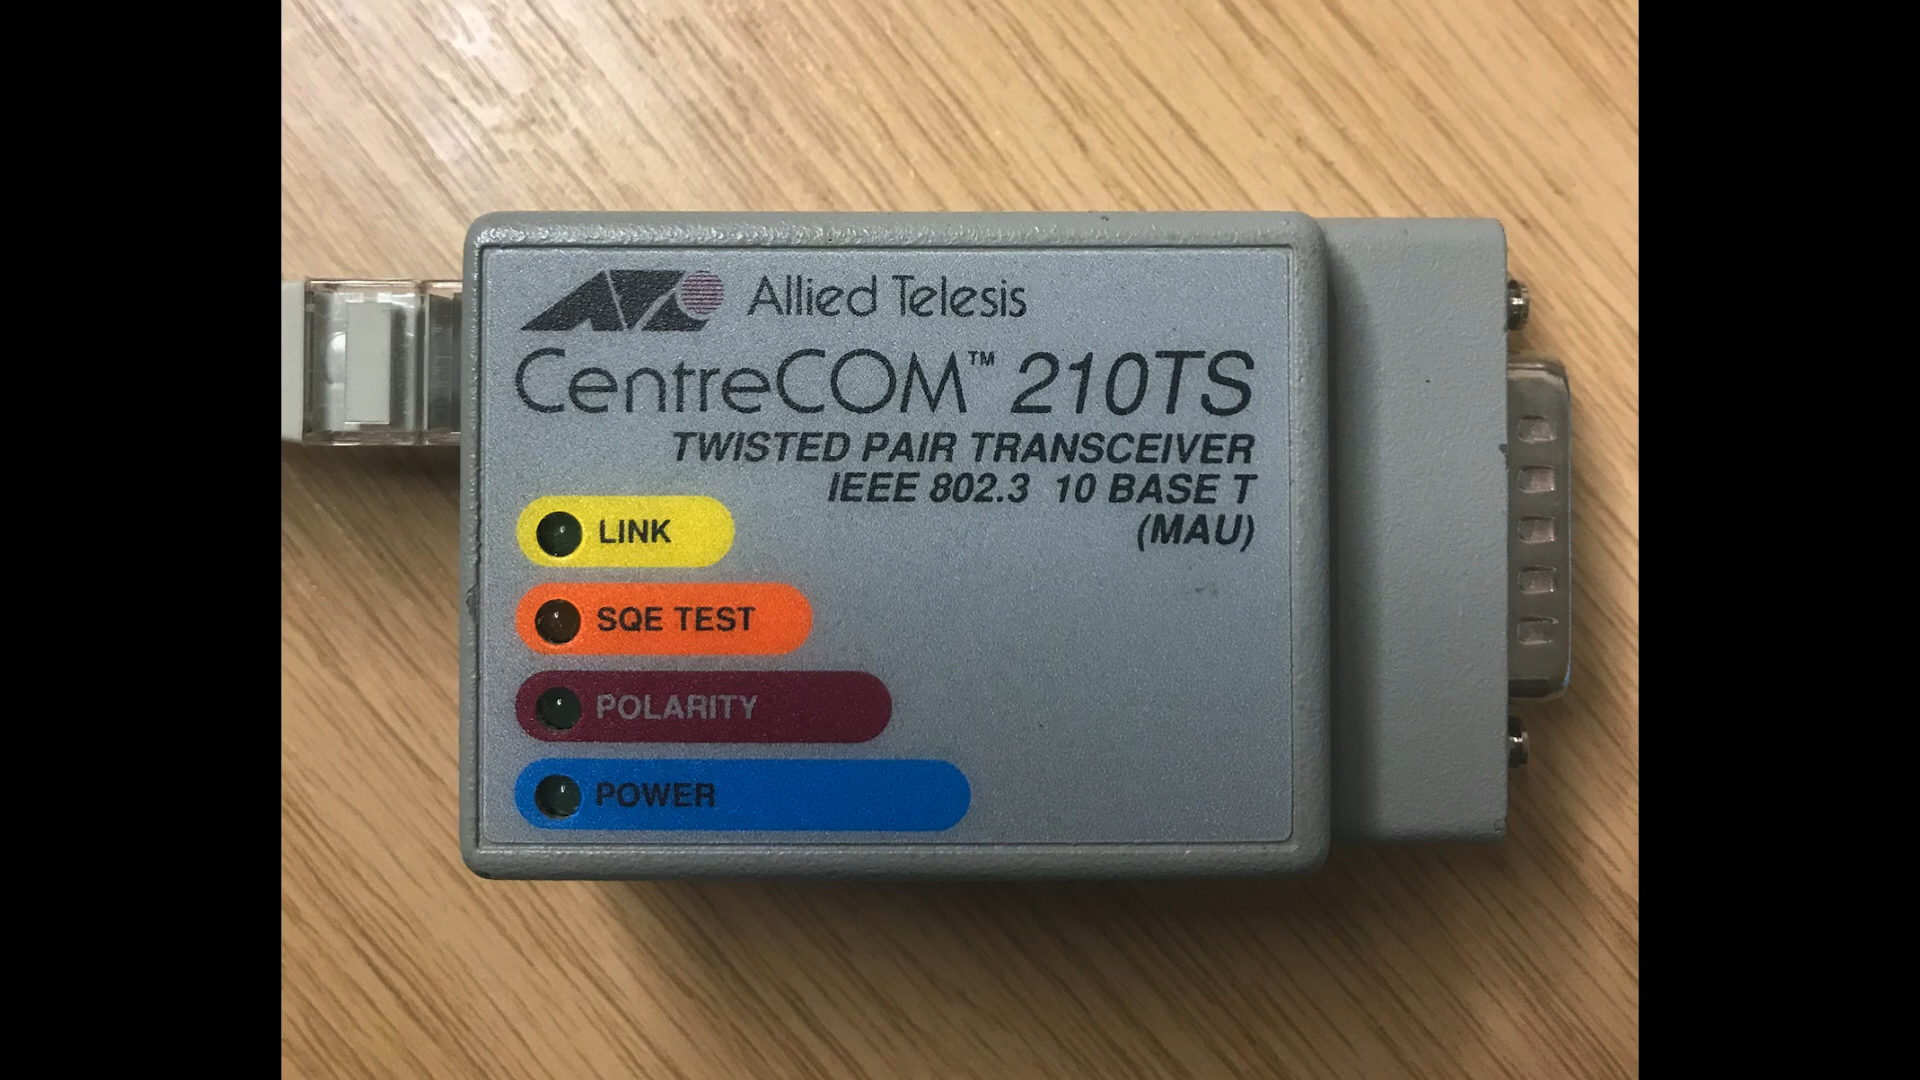 Allied Telesis
CentreCOM™ 210TS
TWISTED PAIR TRANSCEIVER
IEEE 802.3 10 BASE T
(MAU)
LINK
SQE TEST
POLARITY
POWER